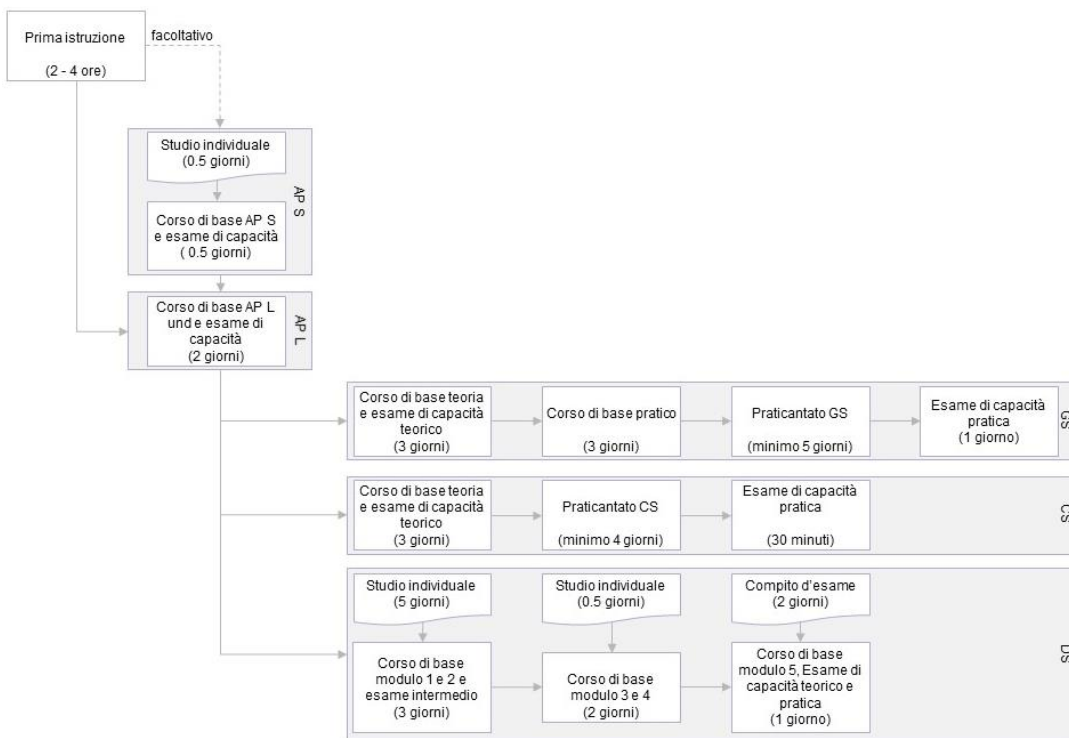 Prima istruzione
(2 - 4 ore)
facoltativo
Studio individuale
(0.5 giorni)
Corso di base AP S
e esame di capacità
( 0.5 giorni)
AP S
Corso di base AP L
und e esame di
capacità
(2 giorni)
AP L
Corso di base teoria
e esame di capacità
teorico
(3 giorni)
Corso di base pratico
(3 giorni)
Praticantato GS
(minimo 5 giorni)
Esame di capacità
pratica
(1 giorno)
GS
Corso di base teoria
e esame di capacità
teorico
(3 giorni)
Praticantato CS
(minimo 4 giorni)
Esame di capacità
pratica
(30 minuti)
CS
Studio individuale
(5 giorni)
Studio individuale
(0.5 giorni)
Compito d'esame
(2 giorni)
Corso di base
modulo 1 e 2 e
esame intermedio
(3 giorni)
Corso di base
modulo 3 e 4
(2 giorni)
Corso di base
modulo 5, Esame di
capacità teorico e
pratica
(1 giorno)
DS